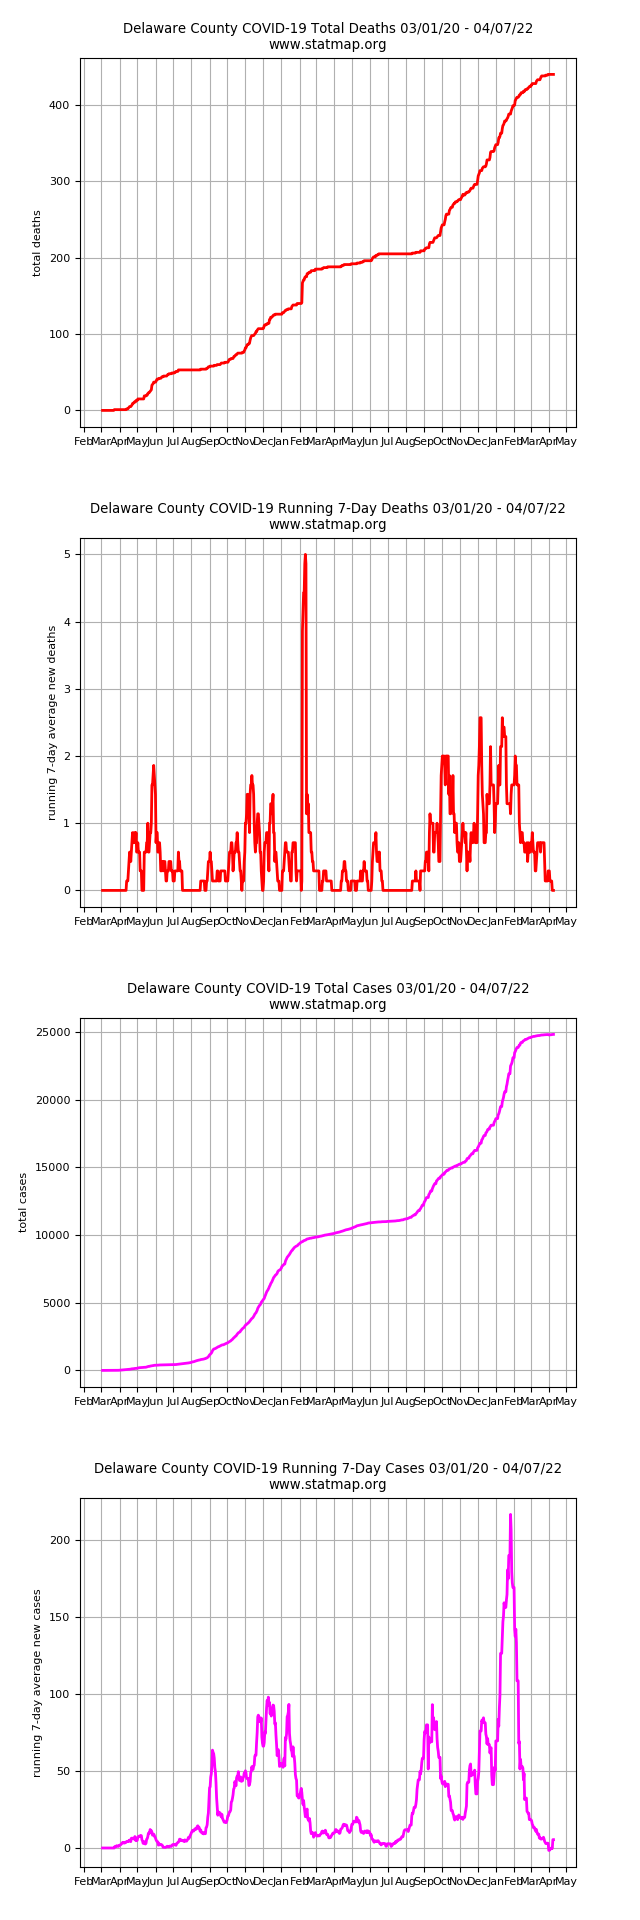 Delaware County COVID-19 Total Deaths 03/01/20 - 04/07/22
www.statmap.org
400
300
200
100
0
total deaths
Feb Mar Apr May Jun Jul Aug Sep Oct Nov Dec Jan Feb Mar Apr May Jun Jul Aug Sep Oct Nov Dec Jan Feb Mar Apr May
Delaware County COVID-19 Running 7-Day Deaths 03/01/20 - 04/07/22
www.statmap.org
5
4
3
2
1
0
running 7-day average new deaths
Feb Mar Apr May Jun Jul Aug Sep Oct Nov Dec Jan Feb Mar Apr May Jun Jul Aug Sep Oct Nov Dec Jan Feb Mar Apr May
Delaware County COVID-19 Total Cases 03/01/20 - 04/07/22
www.statmap.org
25000
20000
15000
10000
5000
0
total cases
Feb Mar Apr May Jun Jul Aug Sep Oct Nov Dec Jan Feb Mar Apr May Jun Jul Aug Sep Oct Nov Dec Jan Feb Mar Apr May
Delaware County COVID-19 Running 7-Day Cases 03/01/20 - 04/07/22
www.statmap.org
200
150
100
50
0
running 7-day average new cases
Feb Mar Apr May Jun Jul Aug Sep Oct Nov Dec Jan Feb Mar Apr May Jun Jul Aug Sep Oct Nov Dec Jan Feb Mar Apr May